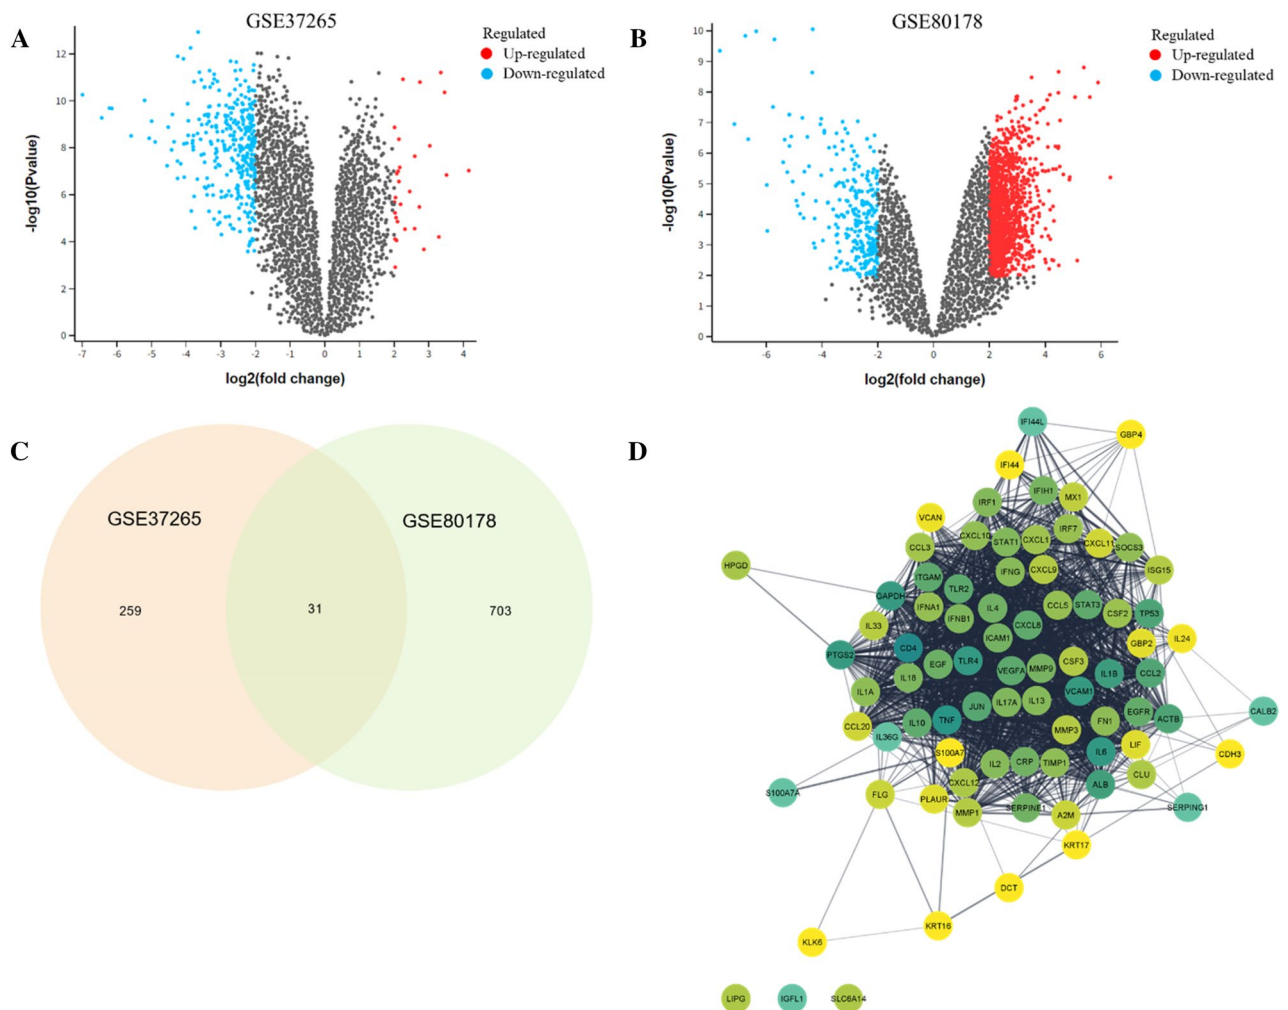 A
GSE37265
Regulated
Up-regulated
Down-regulated
-log10(Pvalue)
12
10
8
6
4
2
0
-7 -6 -5 -4 -3 -2 -1 0 1 2 3 4
log2(fold change)
B
GSE80178
Regulated
Up-regulated
Down-regulated
-log10(Pvalue)
10
9
8
7
6
5
4
3
2
1
0
-6 -4 -2 0 2 4 6
log2(fold change)
C
GSE37265
GSE80178
259
31
703
D
IFI44L
GBP4
IFI44
IFIH1
MX1
IRF1
VCAN
CXCL10
STAT1
CXCL1
IRF7
CXCL11
SOCS3
CCL3
HPGD
ITGAM
TLR2
IFNG
CXCL9
ISG15
GAPDH
IFNA1
IFNB1
IL4
CCL5
STAT3
CSF2
TP53
IL33
ICAM1
CXCL8
GBP2
IL24
PTGS2
CD4
EGF
TLR4
VEGFA
MMP9
CSF3
IL1B
CCL2
IL18
IL1A
VCAM1
JUN
IL17A
IL13
CCL20
IL10
TNF
FN1
EGFR
ACTB
CALB2
IL36G
MMP3
S100A7
IL6
LIF
CDH3
IL2
CRP
TIMP1
CLU
CXCL12
ALB
S100A7A
FLG
PLAUR
MMP1
SERPINE1
A2M
SERPING1
KRT17
DCT
KRT16
KLK6
LIPG
IGFL1
SLC6A14